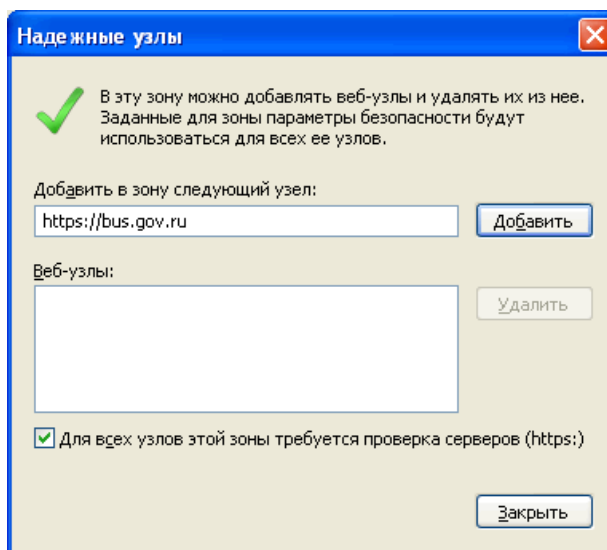 Надежные узлы
В эту зону можно добавлять веб-узлы и удалять их из нее.
Заданные для зоны параметры безопасности будут
использоваться для всех ее узлов.
Добавить в зону следующий узел:
https://bus.gov.ru
Добавить
Веб-узлы:
Удалить
Для всех узлов этой зоны требуется проверка серверов (https:)
Закрыть